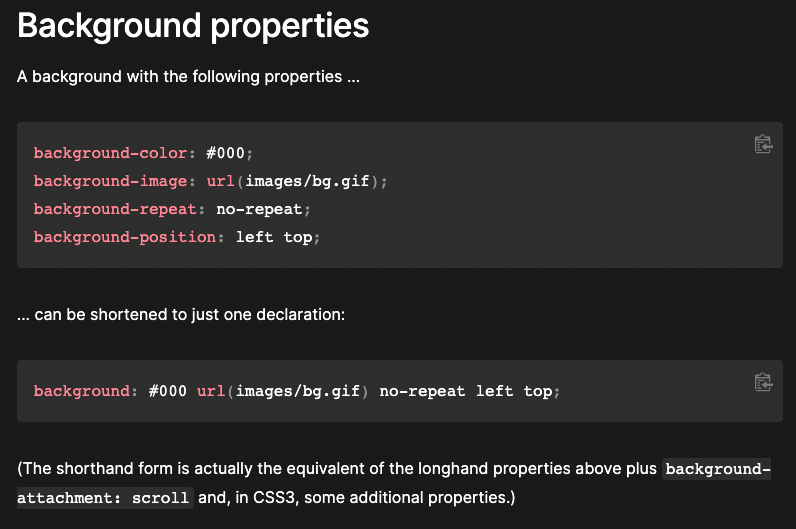 Background properties
A background with the following properties ...
background-color: #000;
background-image: url(images/bg.gif);
background-repeat: no-repeat;
background-position: left top;
... can be shortened to just one declaration:
background: #000 url(images/bg.gif) no-repeat left top;
(The shorthand form is actually the equivalent of the longhand properties above plus background-
attachment: scroll and, in CSS3, some additional properties.)